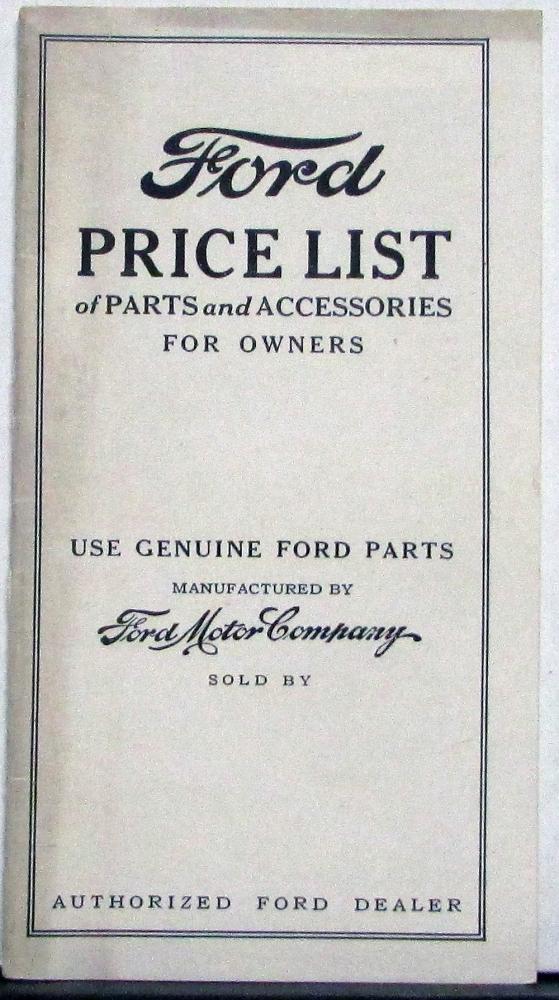 Ford
PRICE LIST
of PARTS and ACCESSORIES
FOR OWNERS
USE GENUINE FORD PARTS
MANUFACTURED BY
Ford Motor Company
SOLD BY
AUTHORIZED FORD DEALER